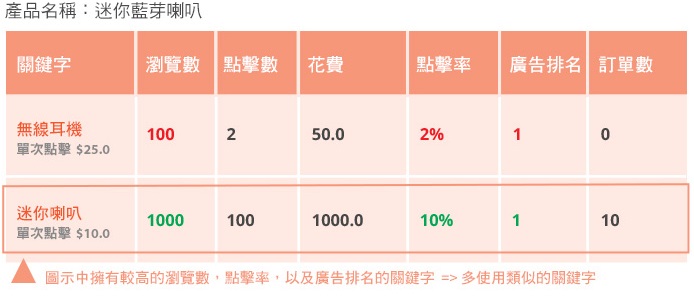 產品名稱：迷你藍芽喇叭
關鍵字 瀏覽數 點擊數 花費 點擊率 廣告排名 訂單數
無線耳機 100 2 50.0 2% 1 0
單次點擊 $25.0
迷你喇叭 1000 100 1000.0 10% 1 10
單次點擊 $10.0
圖示中擁有較高的瀏覽數，點擊率，以及廣告排名的關鍵字 => 多使用類似的關鍵字